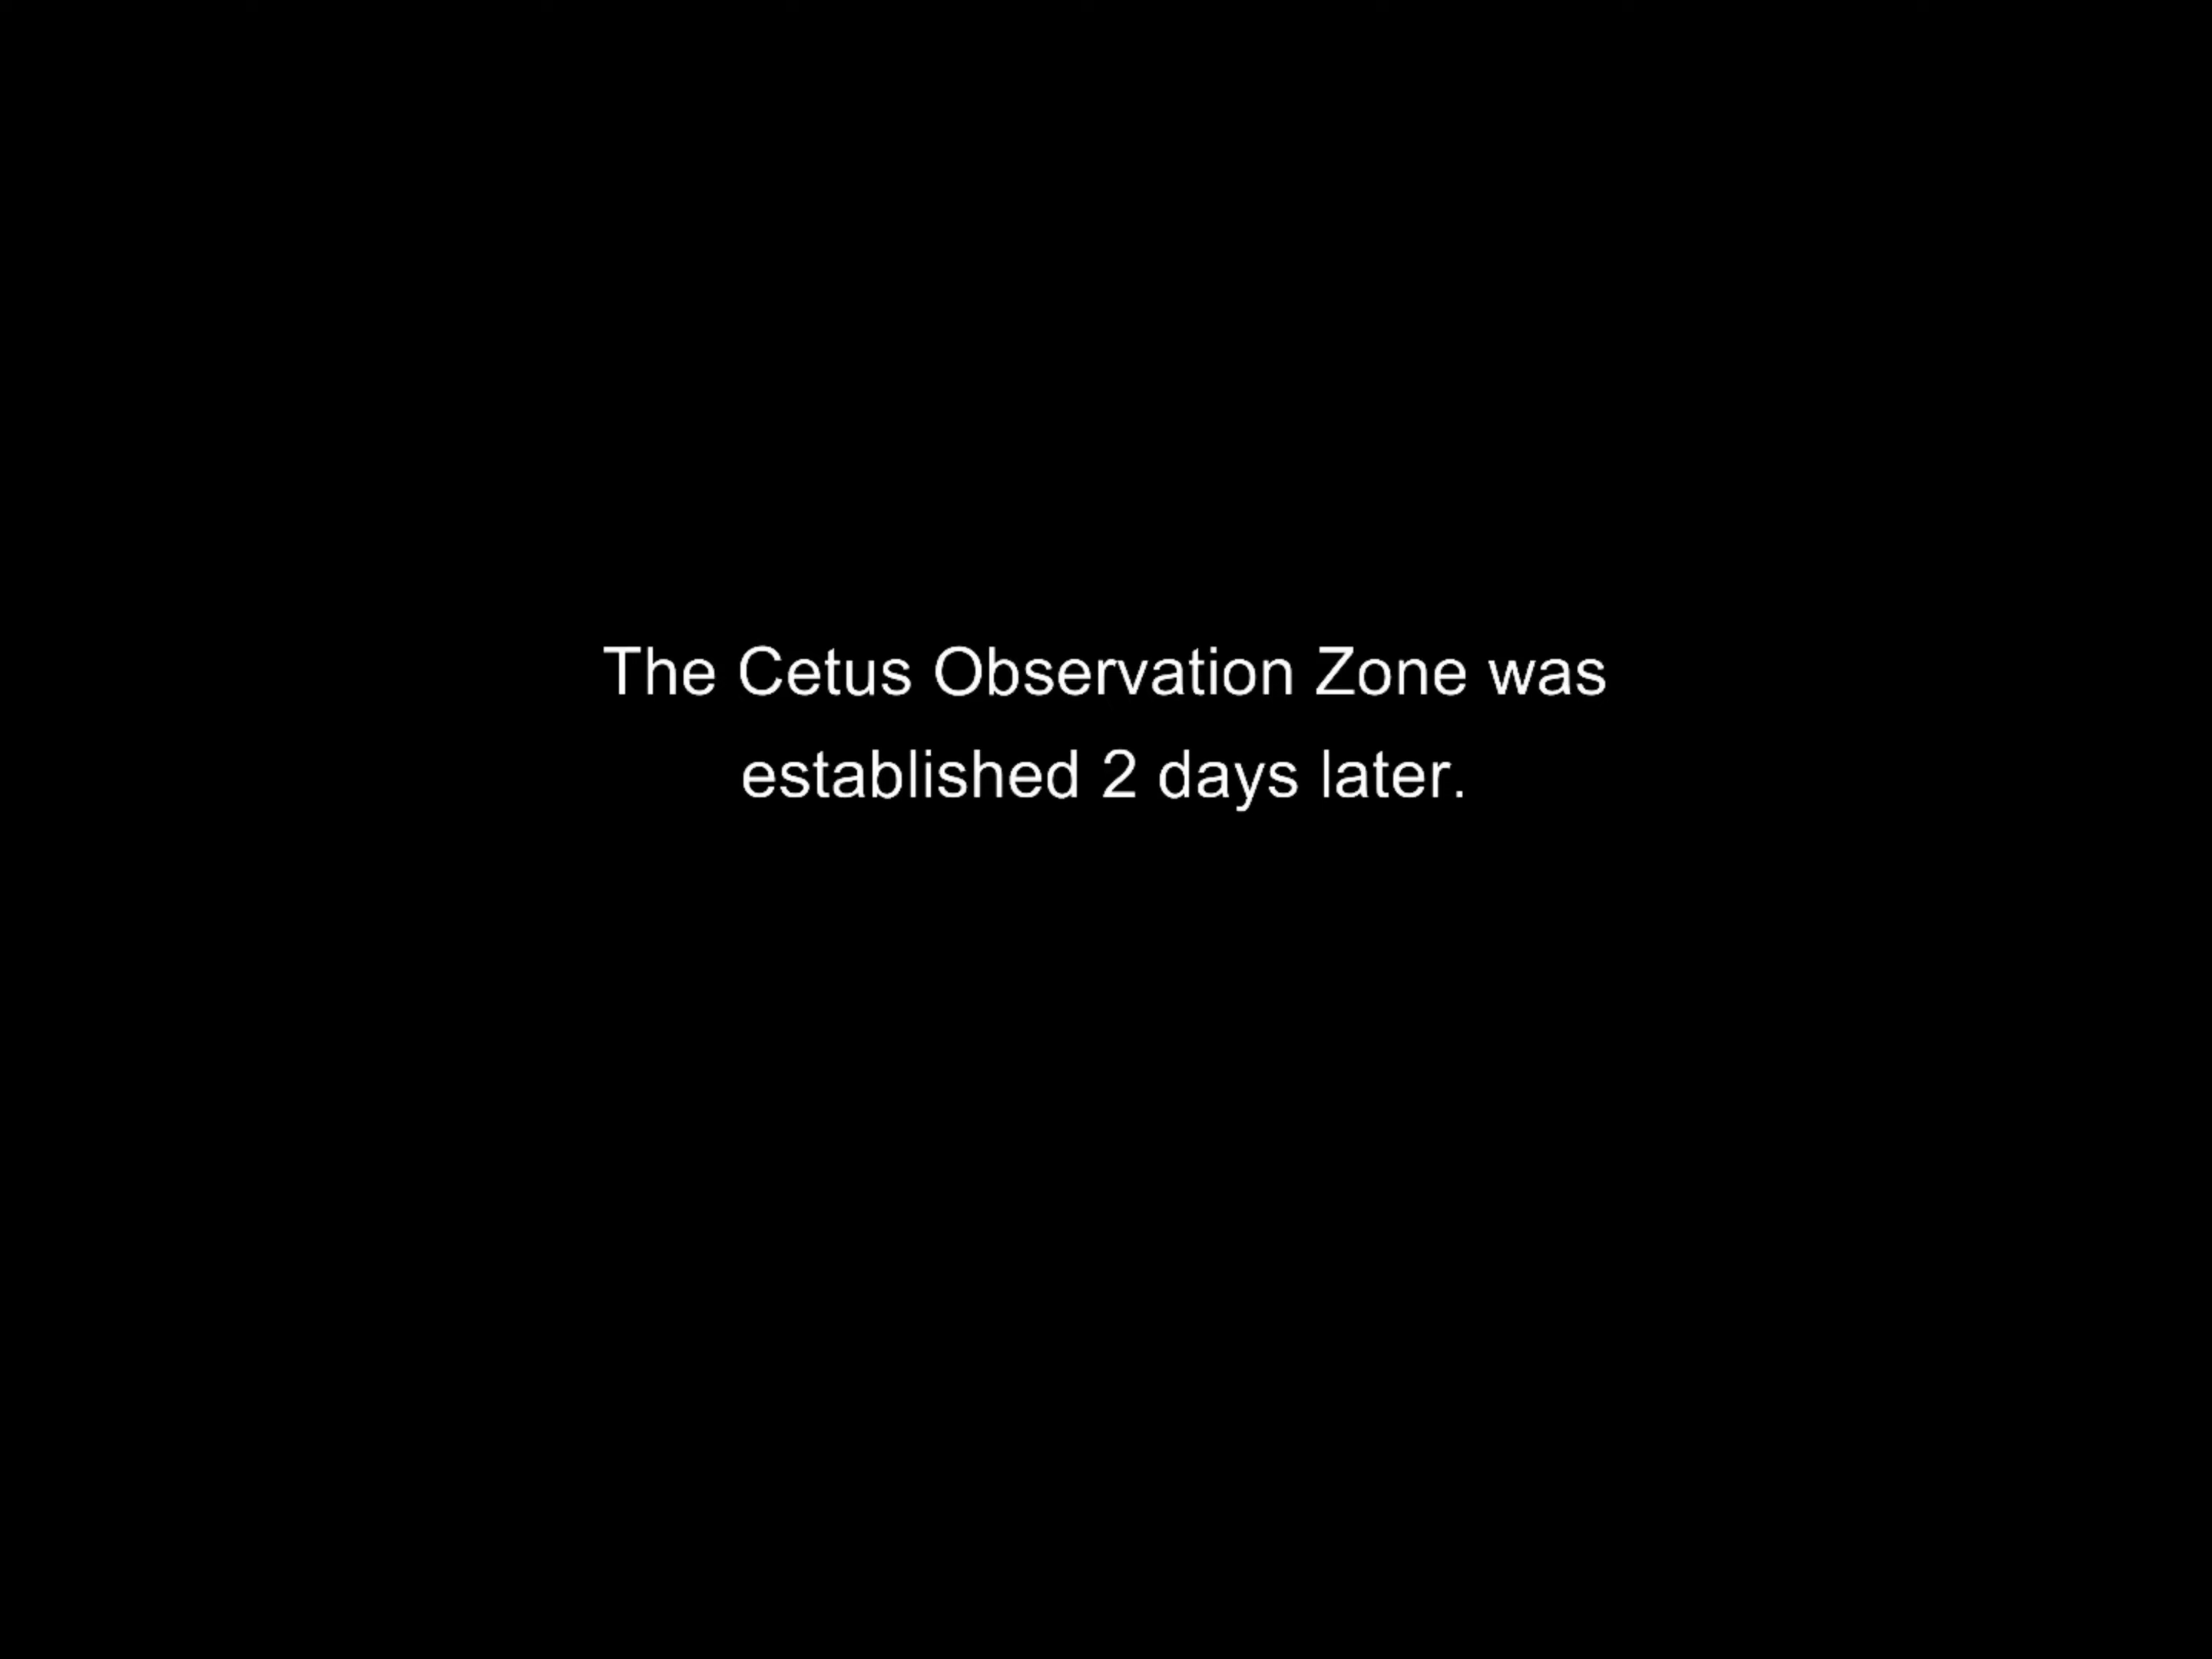 The Cetus Observation Zone was
established 2 days later.